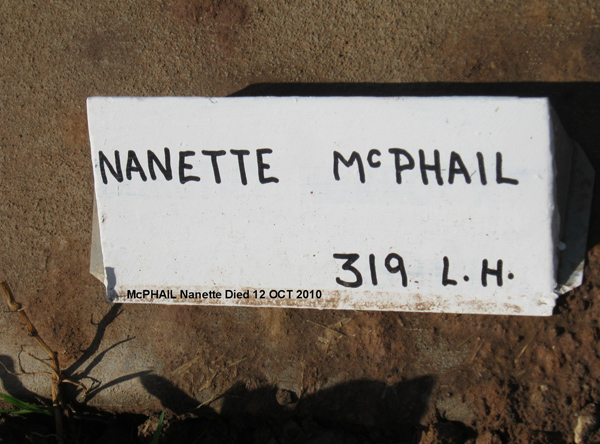 NANETTE McPHAIL
319 L.H.
McPHAIL Nanette Died 12 OCT 2010